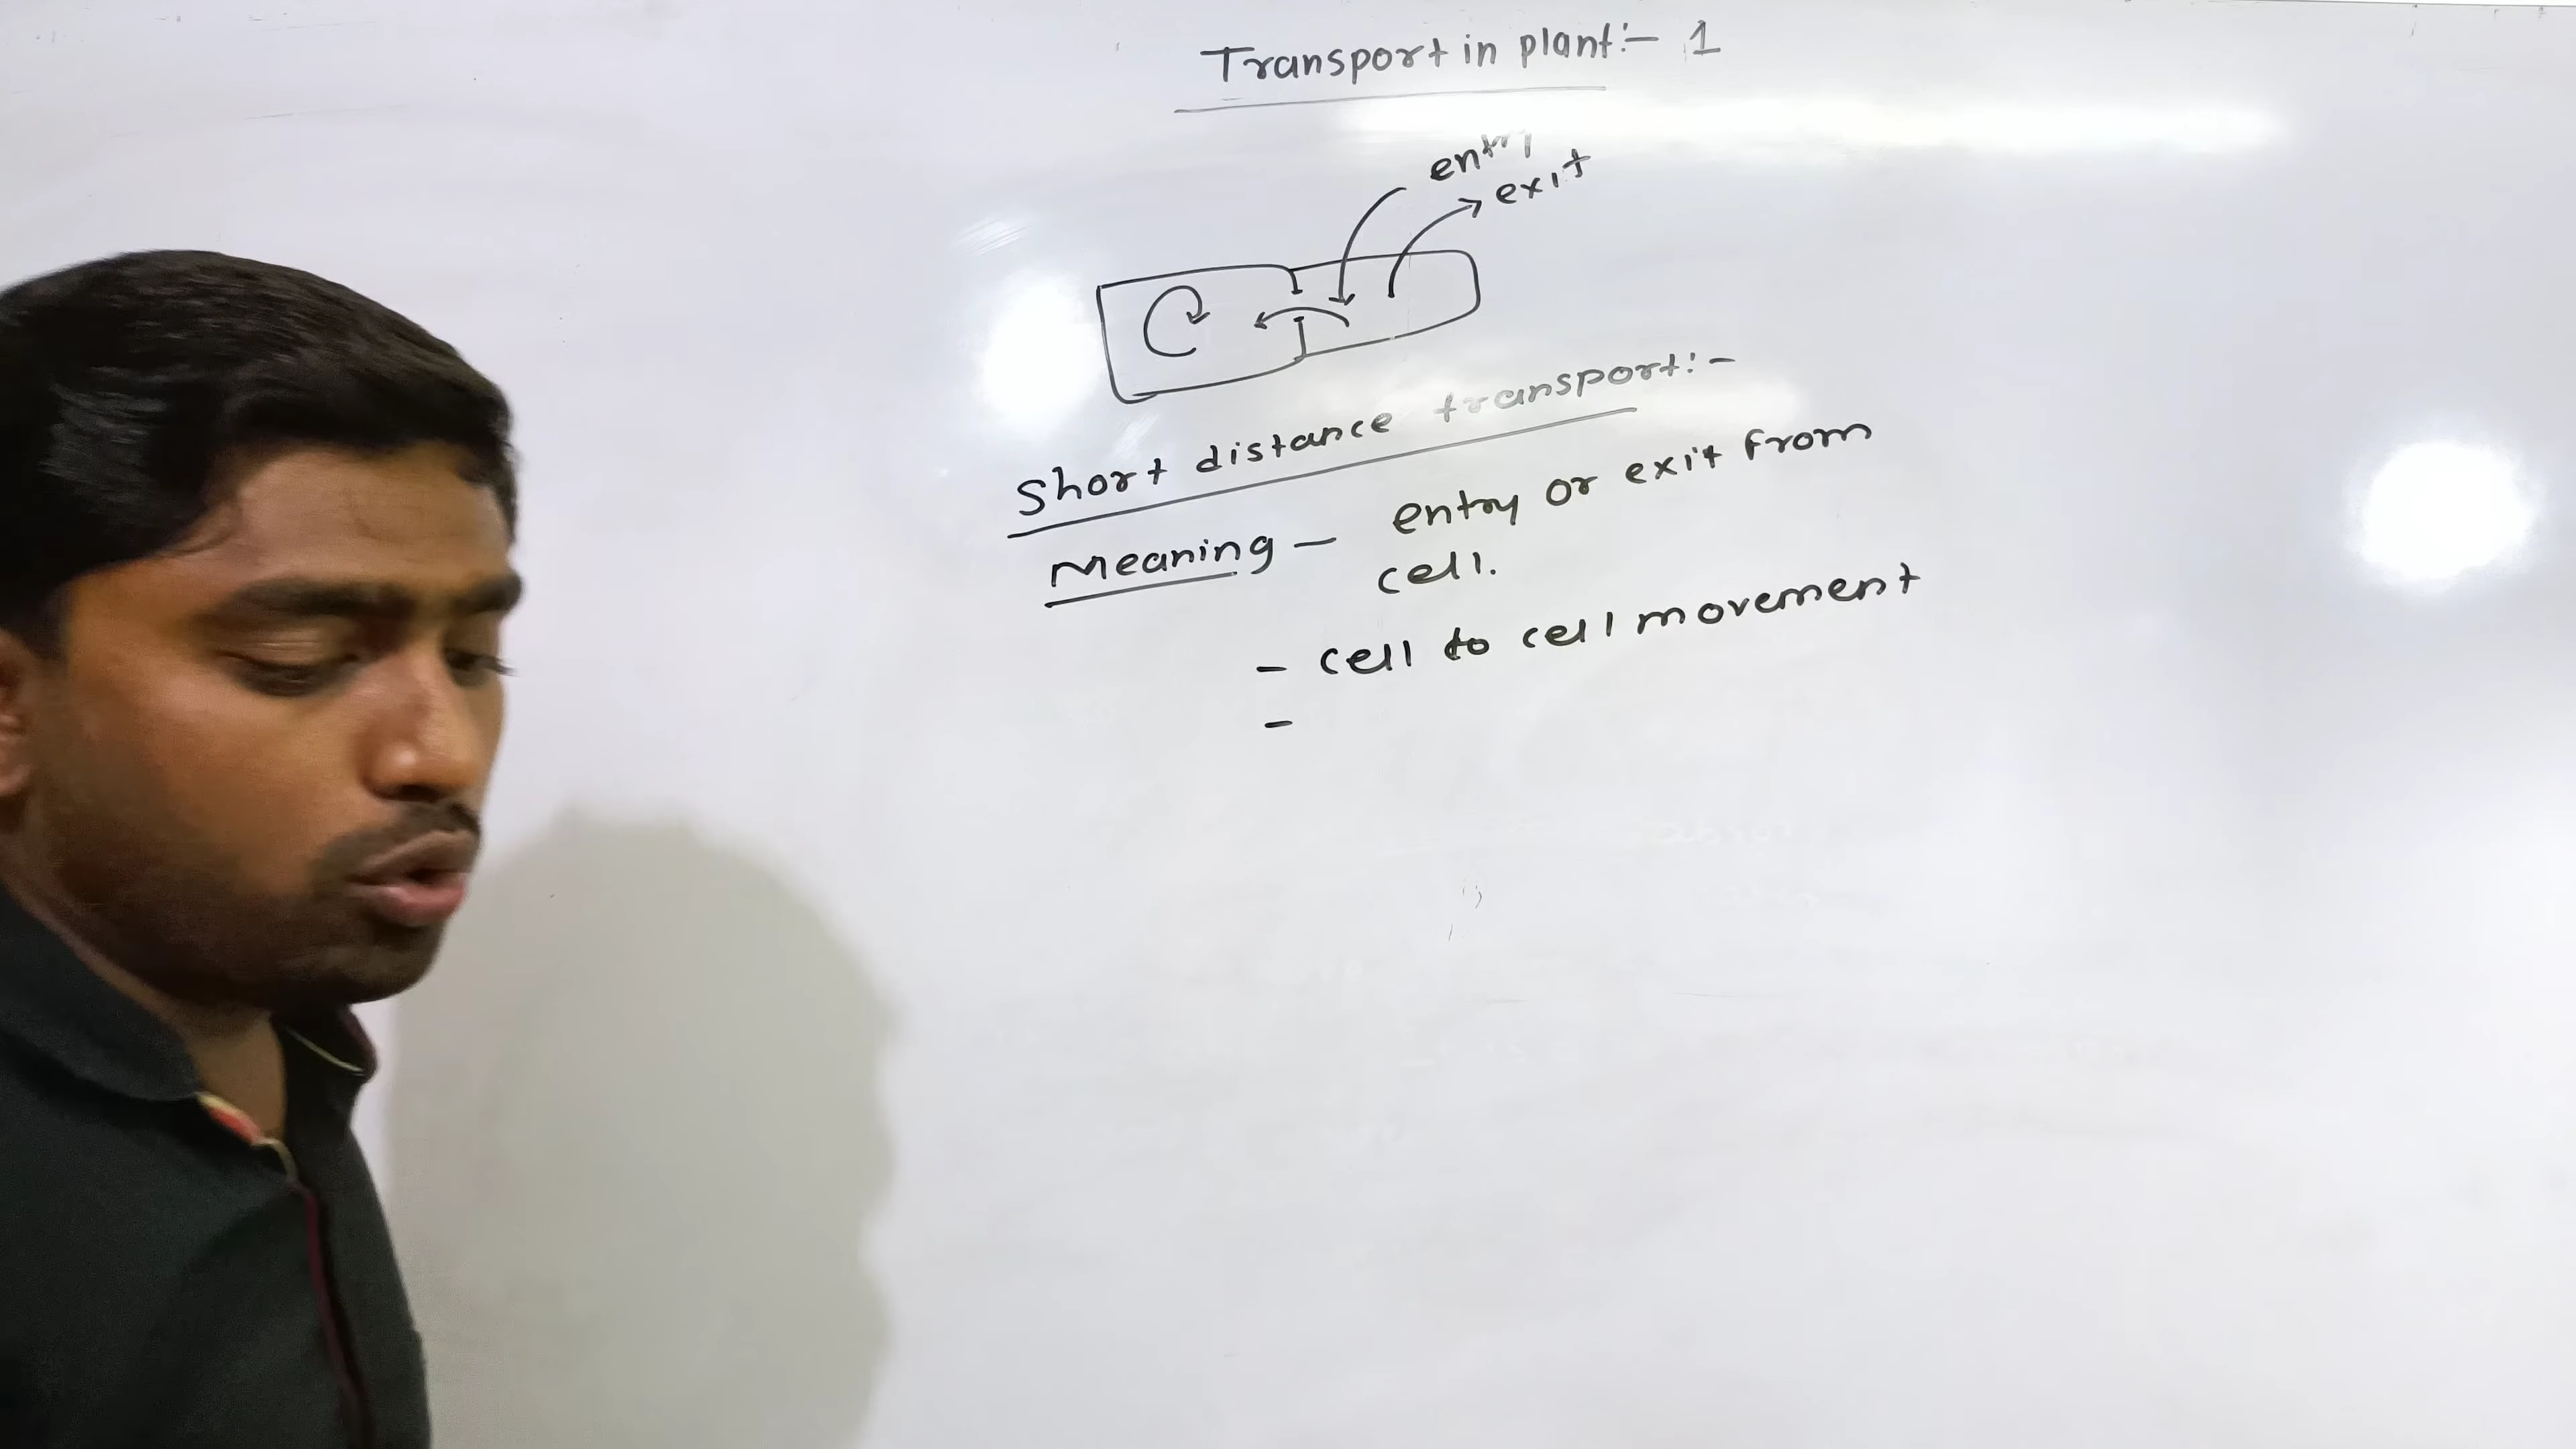 Transport in plant:- 1
entry
exit
Short distance transport:-
Meaning - entry or exit from
cell.
- cell to cell movement
-